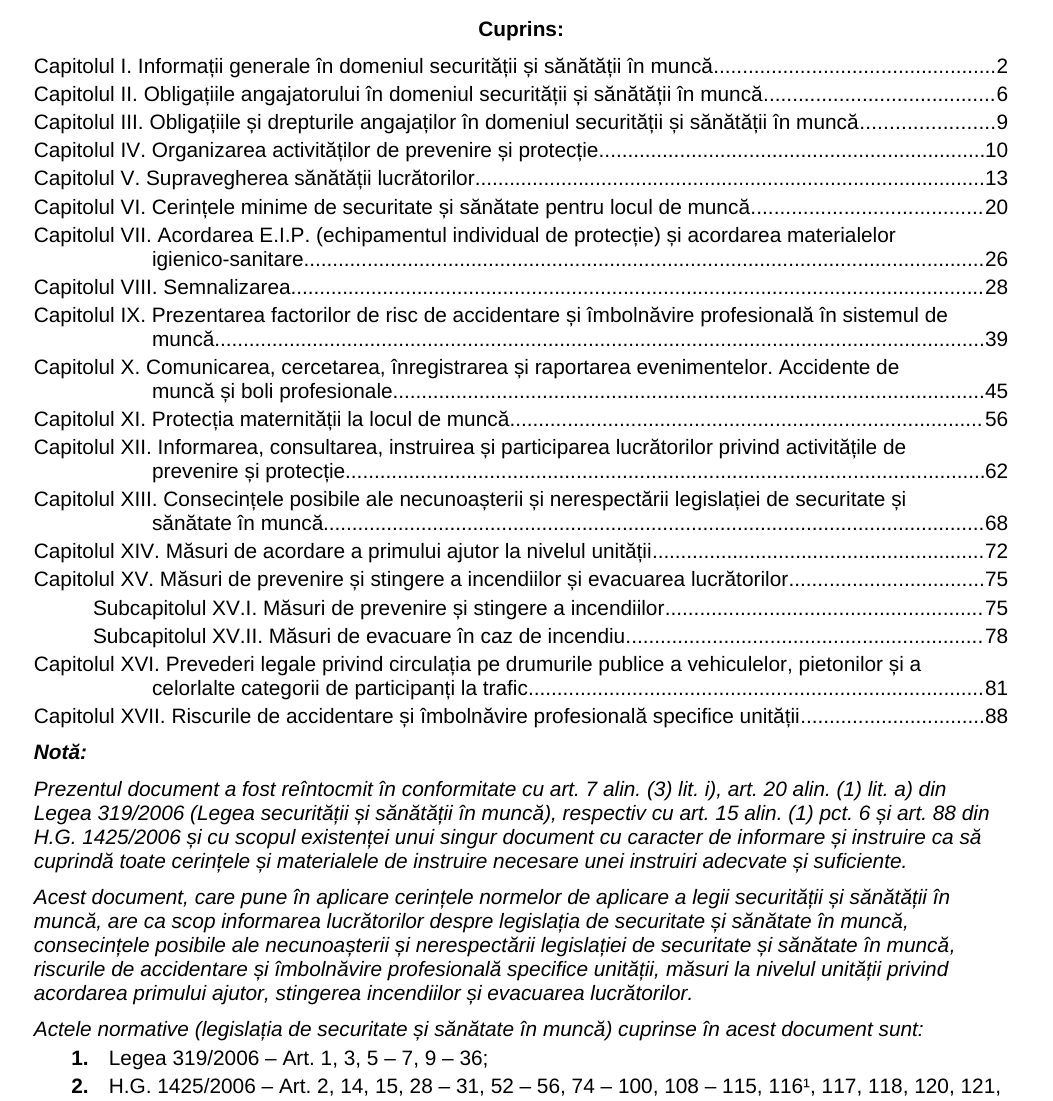 Cuprins:
Capitolul I. Informații generale în domeniul securității și sănătății în muncă...............................................2
Capitolul II. Obligațiile angajatorului în domeniul securității și sănătății în muncă.....................................6
Capitolul III. Obligațiile și drepturile angajaților în domeniul securității și sănătății în muncă.......................9
Capitolul IV. Organizarea activităților de prevenire și protecție.................................................................10
Capitolul V. Supravegherea sănătății lucrătorilor......................................................................................13
Capitolul VI. Cerințele minime de securitate și sănătate pentru locul de muncă.......................................20
Capitolul VII. Acordarea E.I.P. (echipamentul individual de protecție) și acordarea materialelor
igienico-sanitare..................................................................................................................26
Capitolul VIII. Semnalizarea....................................................................................................................28
Capitolul IX. Prezentarea factorilor de risc de accidentare și îmbolnăvire profesională în sistemul de
muncă.................................................................................................................................39
Capitolul X. Comunicarea, cercetarea, înregistrarea și raportarea evenimentelor. Accidente de
muncă și boli profesionale...................................................................................................45
Capitolul XI. Protecția maternității la locul de muncă...............................................................................56
Capitolul XII. Informarea, consultarea, instruirea și participarea lucrătorilor privind activitățile de
prevenire și protecție...........................................................................................................62
Capitolul XIII. Consecințele posibile ale necunoașterii și nerespectării legislației de securitate și
sănătate în muncă...............................................................................................................68
Capitolul XIV. Măsuri de acordare a primului ajutor la nivelul unității........................................................72
Capitolul XV. Măsuri de prevenire și stingere a incendiilor și evacuarea lucrătorilor.................................75
Subcapitolul XV.I. Măsuri de prevenire și stingere a incendiilor.....................................................75
Subcapitolul XV.II. Măsuri de evacuare în caz de incendiu............................................................78
Capitolul XVI. Prevederi legale privind circulația pe drumurile publice a vehiculelor, pietonilor și a
celorlalte categorii de participanți la trafic............................................................................81
Capitolul XVII. Riscurile de accidentare și îmbolnăvire profesională specifice unității...............................88
Notă:
Prezentul document a fost reîntocmit în conformitate cu art. 7 alin. (3) lit. i), art. 20 alin. (1) lit. a) din
Legea 319/2006 (Legea securității și sănătății în muncă), respectiv cu art. 15 alin. (1) pct. 6 și art. 88 din
H.G. 1425/2006 și cu scopul existenței unui singur document cu caracter de informare și instruire ca să
cuprindă toate cerințele și materialele de instruire necesare unei instruiri adecvate și suficiente.
Acest document, care pune în aplicare cerințele normelor de aplicare a legii securității și sănătății în
muncă, are ca scop informarea lucrătorilor despre legislația de securitate și sănătate în muncă,
consecințele posibile ale necunoașterii și nerespectării legislației de securitate și sănătate în muncă,
riscurile de accidentare și îmbolnăvire profesională specifice unității, măsuri la nivelul unității privind
acordarea primului ajutor, stingerea incendiilor și evacuarea lucrătorilor.
Actele normative (legislația de securitate și sănătate în muncă) cuprinse în acest document sunt:
1. Legea 319/2006 – Art. 1, 3, 5 – 7, 9 – 36;
2. H.G. 1425/2006 – Art. 2, 14, 15, 28 – 31, 52 – 56, 74 – 100, 108 – 115, 116¹, 117, 118, 120, 121,